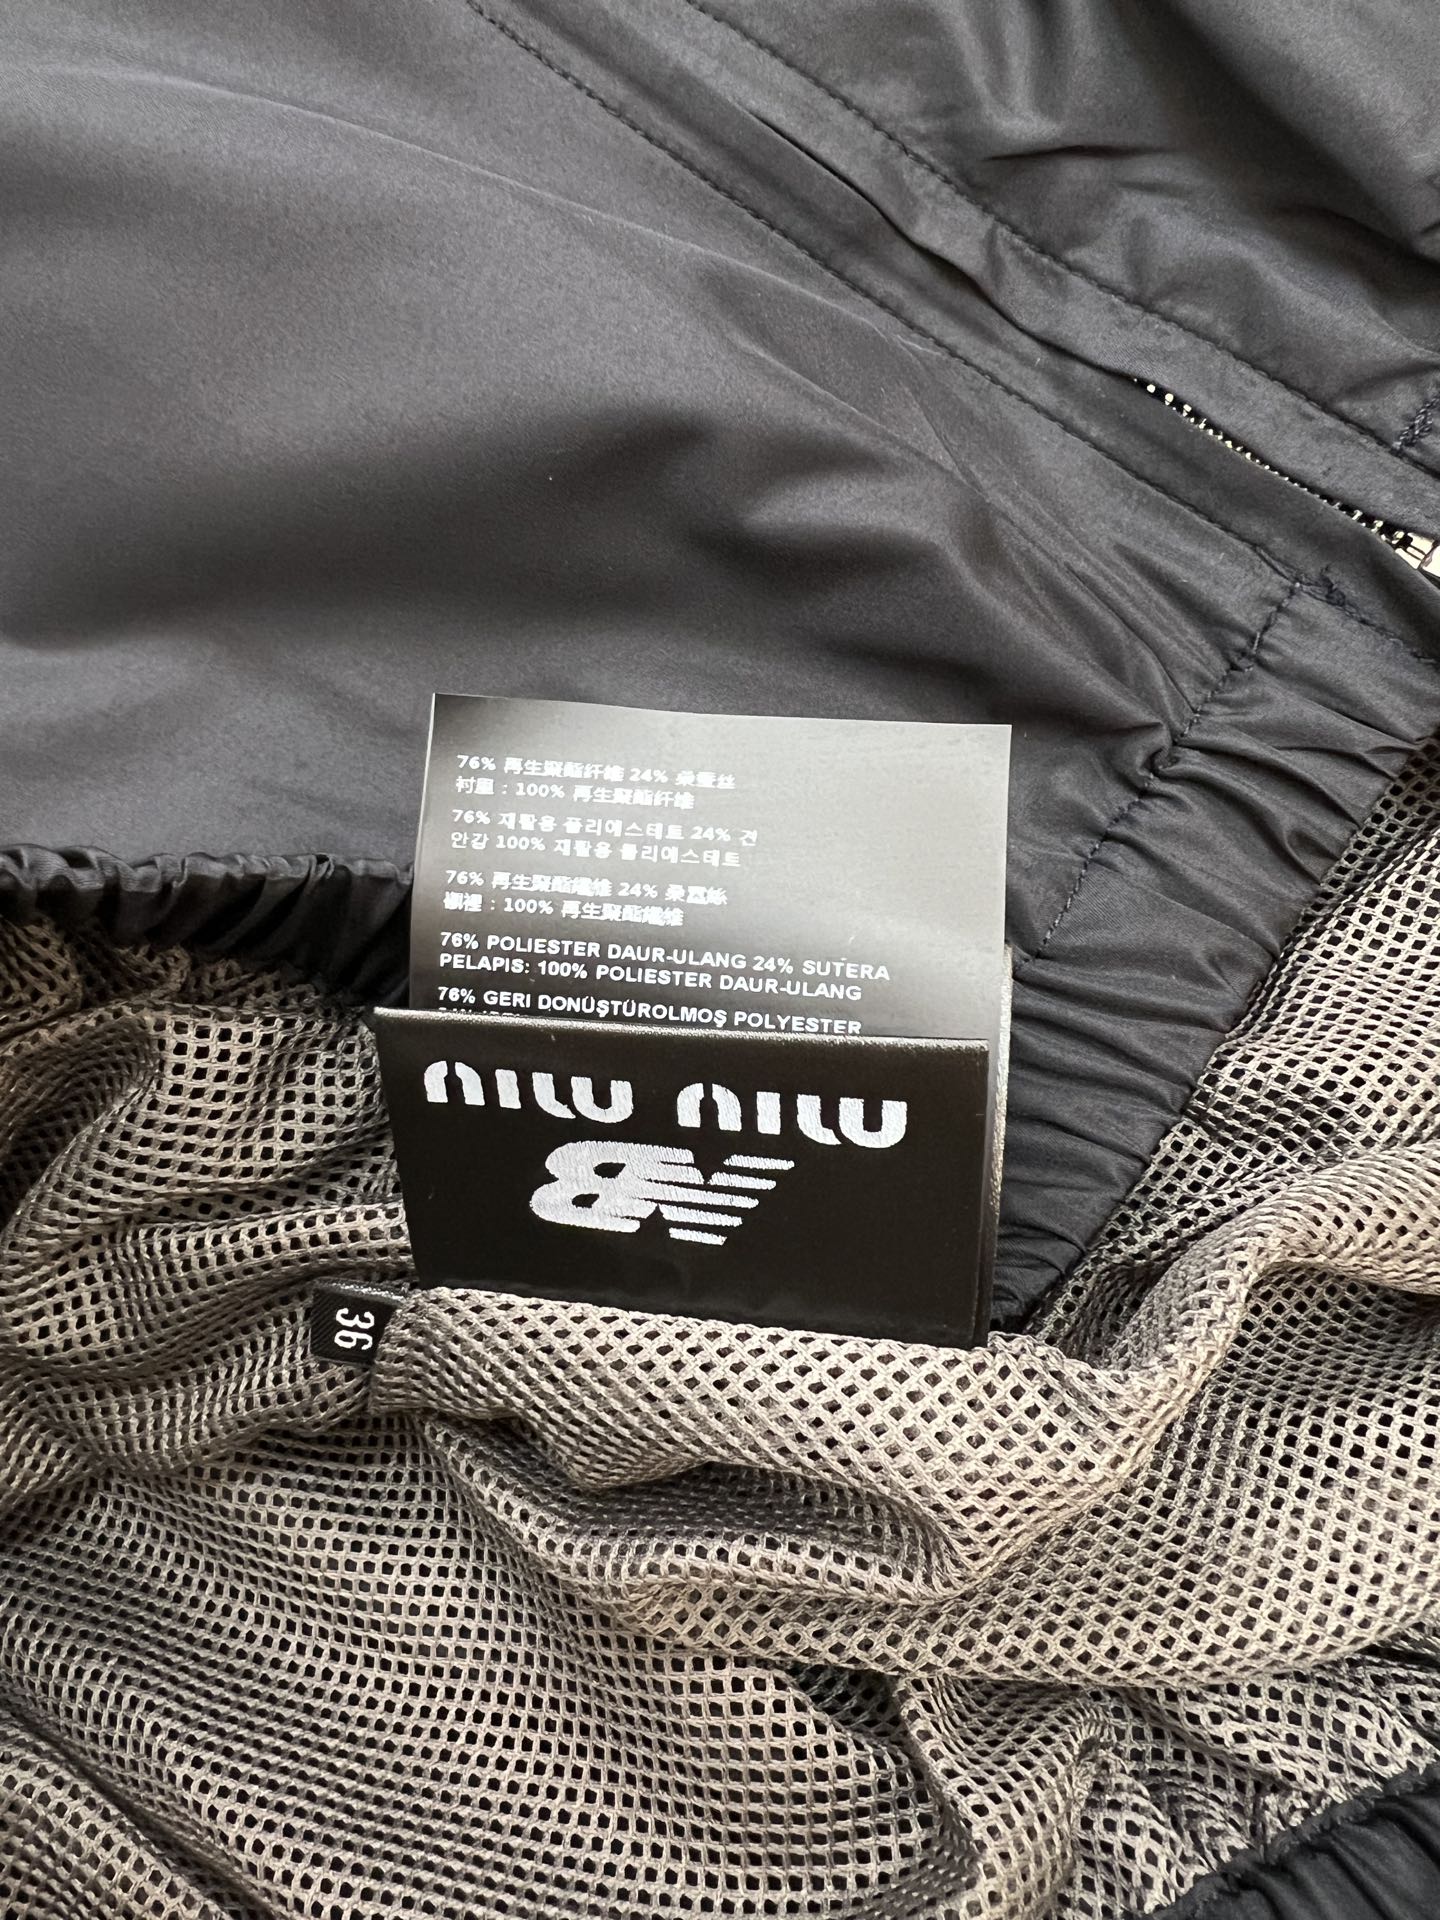 76% 再生聚酯纤维 24% 桑蚕丝
衬里：100% 再生聚酯纤维
76% 재활용 폴리에스테르 24% 견
안감 100% 재활용 폴리에스테르
76% 再生聚酯纖維 24% 桑蠶絲
襯裡：100% 再生聚酯纖維
76% POLIESTER DAUR-ULANG 24% SUTERA
PELAPIS: 100% POLIESTER DAUR-ULANG
76% GERI DONÜŞTÜROLMOŞ POLYESTER
miu miu
36